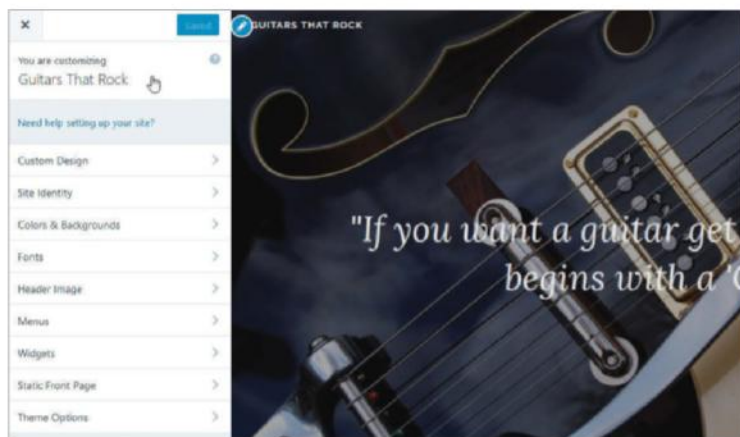 Saved
You are customizing
Guitars That Rock
Need help setting up your site?
Custom Design
Site Identity
Colors & Backgrounds
Fonts
Header Image
Menus
Widgets
Static Front Page
Theme Options
GUITARS THAT ROCK
"If you want a guitar get
begins with a '